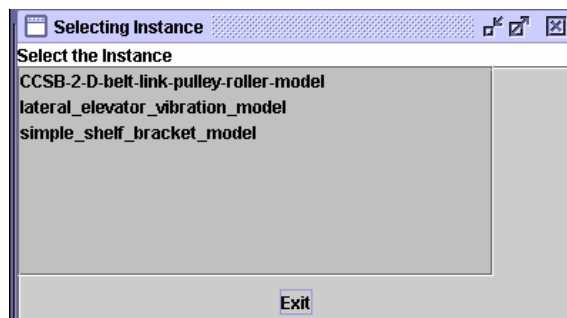 Selecting Instance
Select the Instance
CCSB-2-D-belt-link-pulley-roller-model
lateral_elevator_vibration_model
simple_shelf_bracket_model
Exit